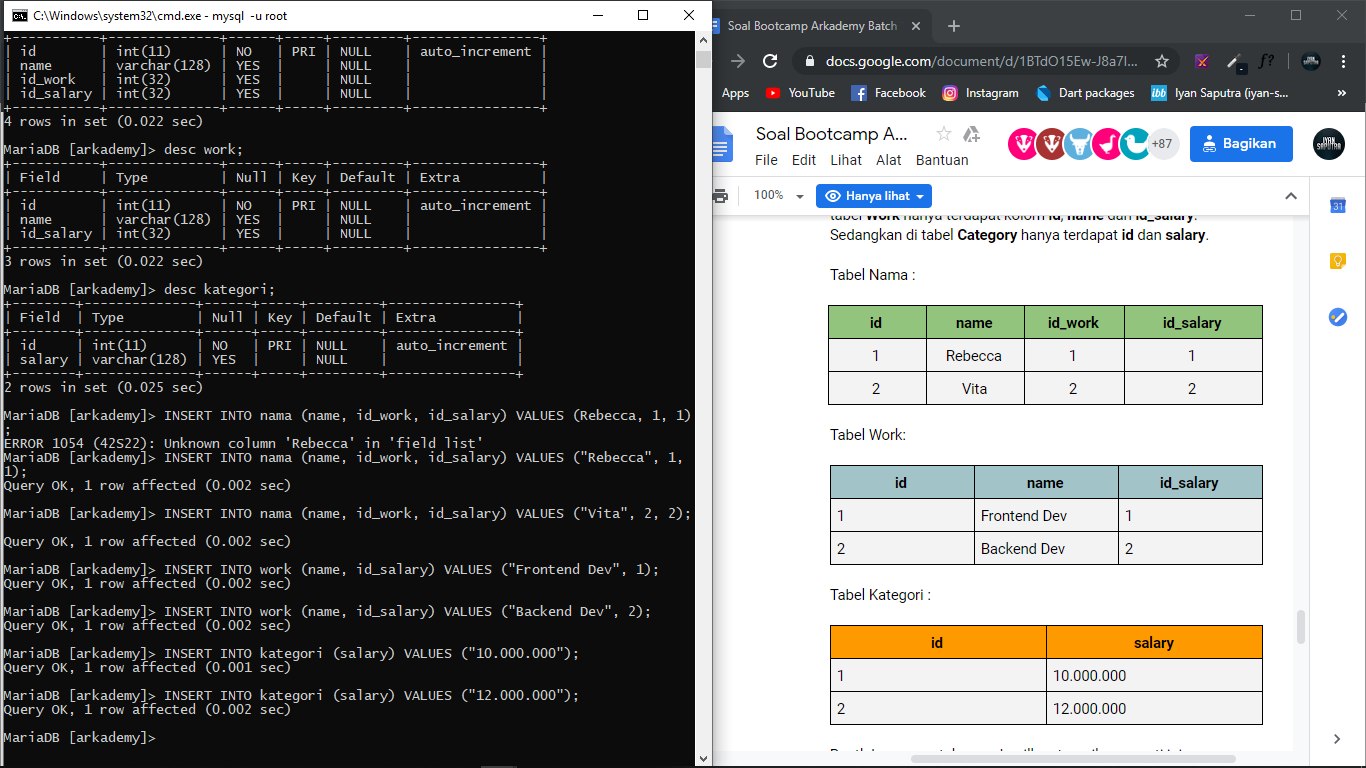 C:\Windows\system32\cmd.exe - mysql -u root
+-----------+--------------+------+-----+---------+----------------+
| id        | int(11)      | NO   | PRI | NULL    | auto_increment |
| name      | varchar(128) | YES  |     | NULL    |                |
| id_work   | int(32)      | YES  |     | NULL    |                |
| id_salary | int(32)      | YES  |     | NULL    |                |
+-----------+--------------+------+-----+---------+----------------+
4 rows in set (0.022 sec)
MariaDB [arkademy]> desc work;
+-----------+--------------+------+-----+---------+----------------+
| Field     | Type         | Null | Key | Default | Extra          |
+-----------+--------------+------+-----+---------+----------------+
| id        | int(11)      | NO   | PRI | NULL    | auto_increment |
| name      | varchar(128) | YES  |     | NULL    |                |
| id_salary | int(32)      | YES  |     | NULL    |                |
+-----------+--------------+------+-----+---------+----------------+
3 rows in set (0.022 sec)
MariaDB [arkademy]> desc kategori;
+--------+--------------+------+-----+---------+----------------+
| Field  | Type         | Null | Key | Default | Extra          |
+--------+--------------+------+-----+---------+----------------+
| id     | int(11)      | NO   | PRI | NULL    | auto_increment |
| salary | varchar(128) | YES  |     | NULL    |                |
+--------+--------------+------+-----+---------+----------------+
2 rows in set (0.025 sec)
MariaDB [arkademy]> INSERT INTO nama (name, id_work, id_salary) VALUES (Rebecca, 1, 1)
;
ERROR 1054 (42S22): Unknown column 'Rebecca' in 'field list'
MariaDB [arkademy]> INSERT INTO nama (name, id_work, id_salary) VALUES ("Rebecca", 1,
1);
Query OK, 1 row affected (0.002 sec)
MariaDB [arkademy]> INSERT INTO nama (name, id_work, id_salary) VALUES ("Vita", 2, 2);
Query OK, 1 row affected (0.002 sec)
MariaDB [arkademy]> INSERT INTO work (name, id_salary) VALUES ("Frontend Dev", 1);
Query OK, 1 row affected (0.002 sec)
MariaDB [arkademy]> INSERT INTO work (name, id_salary) VALUES ("Backend Dev", 2);
Query OK, 1 row affected (0.002 sec)
MariaDB [arkademy]> INSERT INTO kategori (salary) VALUES ("10.000.000");
Query OK, 1 row affected (0.001 sec)
MariaDB [arkademy]> INSERT INTO kategori (salary) VALUES ("12.000.000");
Query OK, 1 row affected (0.002 sec)
MariaDB [arkademy]>
Soal Bootcamp Arkademy Batch
docs.google.com/document/d/1BTdO15Ew-J8a7I...
f?
Apps YouTube Facebook Instagram Dart packages ibb Iyan Saputra (iyan-s... »
Soal Bootcamp A...
File Edit Lihat Alat Bantuan
+87
Bagikan
IYAN SAPUTRA
100%
Hanya lihat
31
tabel Work hanya terdapat kolom id, name dan id_salary.
Sedangkan di tabel Category hanya terdapat id dan salary.
Tabel Nama :
id name id_work id_salary
1 Rebecca 1 1
2 Vita 2 2
Tabel Work:
id name id_salary
1 Frontend Dev 1
2 Backend Dev 2
Tabel Kategori :
id salary
1 10.000.000
2 12.000.000